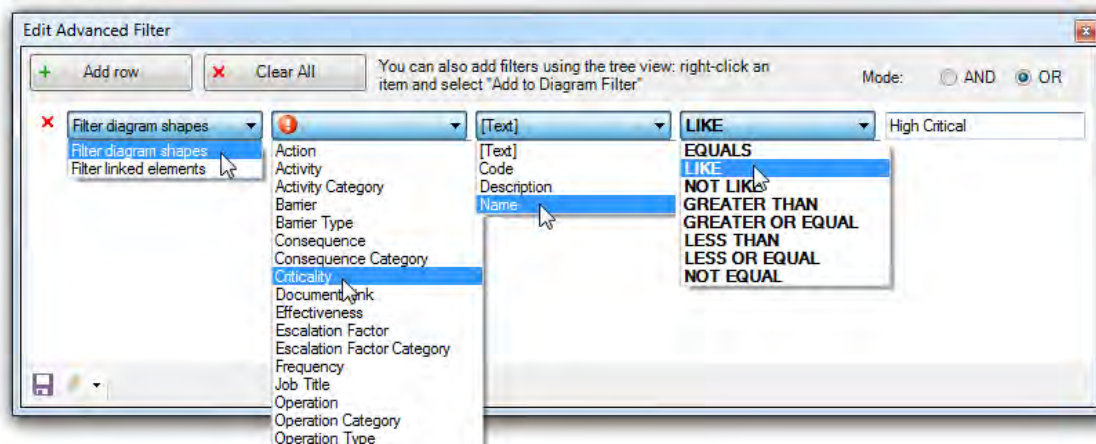 Edit Advanced Filter
Add row
Clear All
You can also add filters using the tree view: right-click an
item and select "Add to Diagram Filter"
Mode:
AND
OR
Filter diagram shapes
[Text]
LIKE
High Critical
Filter diagram shapes
Filter linked elements
Action
Activity
Activity Category
Barrier
Barrier Type
Consequence
Consequence Category
Criticality
Document Link
Effectiveness
Escalation Factor
Escalation Factor Category
Frequency
Job Title
Operation
Operation Category
Operation Type
[Text]
Code
Description
Name
EQUALS
LIKE
NOT LIKE
GREATER THAN
GREATER OR EQUAL
LESS THAN
LESS OR EQUAL
NOT EQUAL